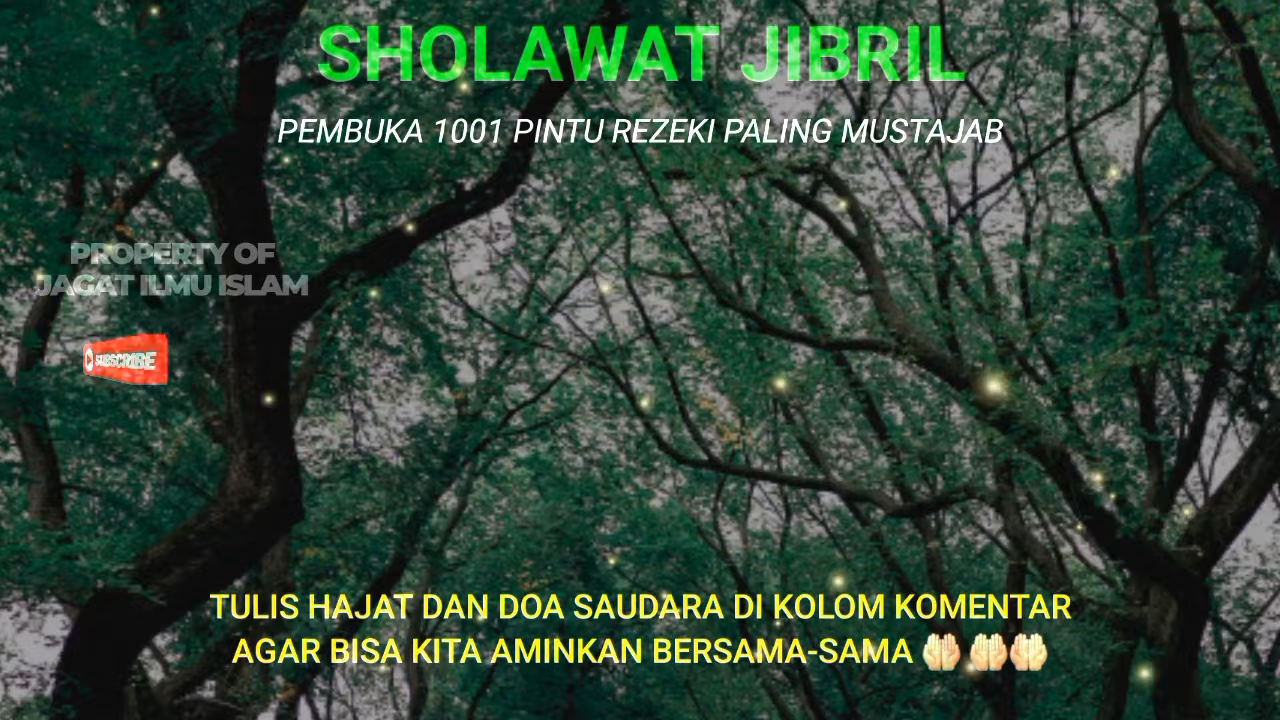 SHOLAWAT JIBRIL
PEMBUKA 1001 PINTU REZEKI PALING MUSTAJAB
PROPERTY OF
JAGAT ILMU ISLAM
SUBSCRIBE
TULIS HAJAT DAN DOA SAUDARA DI KOLOM KOMENTAR
AGAR BISA KITA AMINKAN BERSAMA-SAMA 🤲🏻🤲🏻🤲🏻